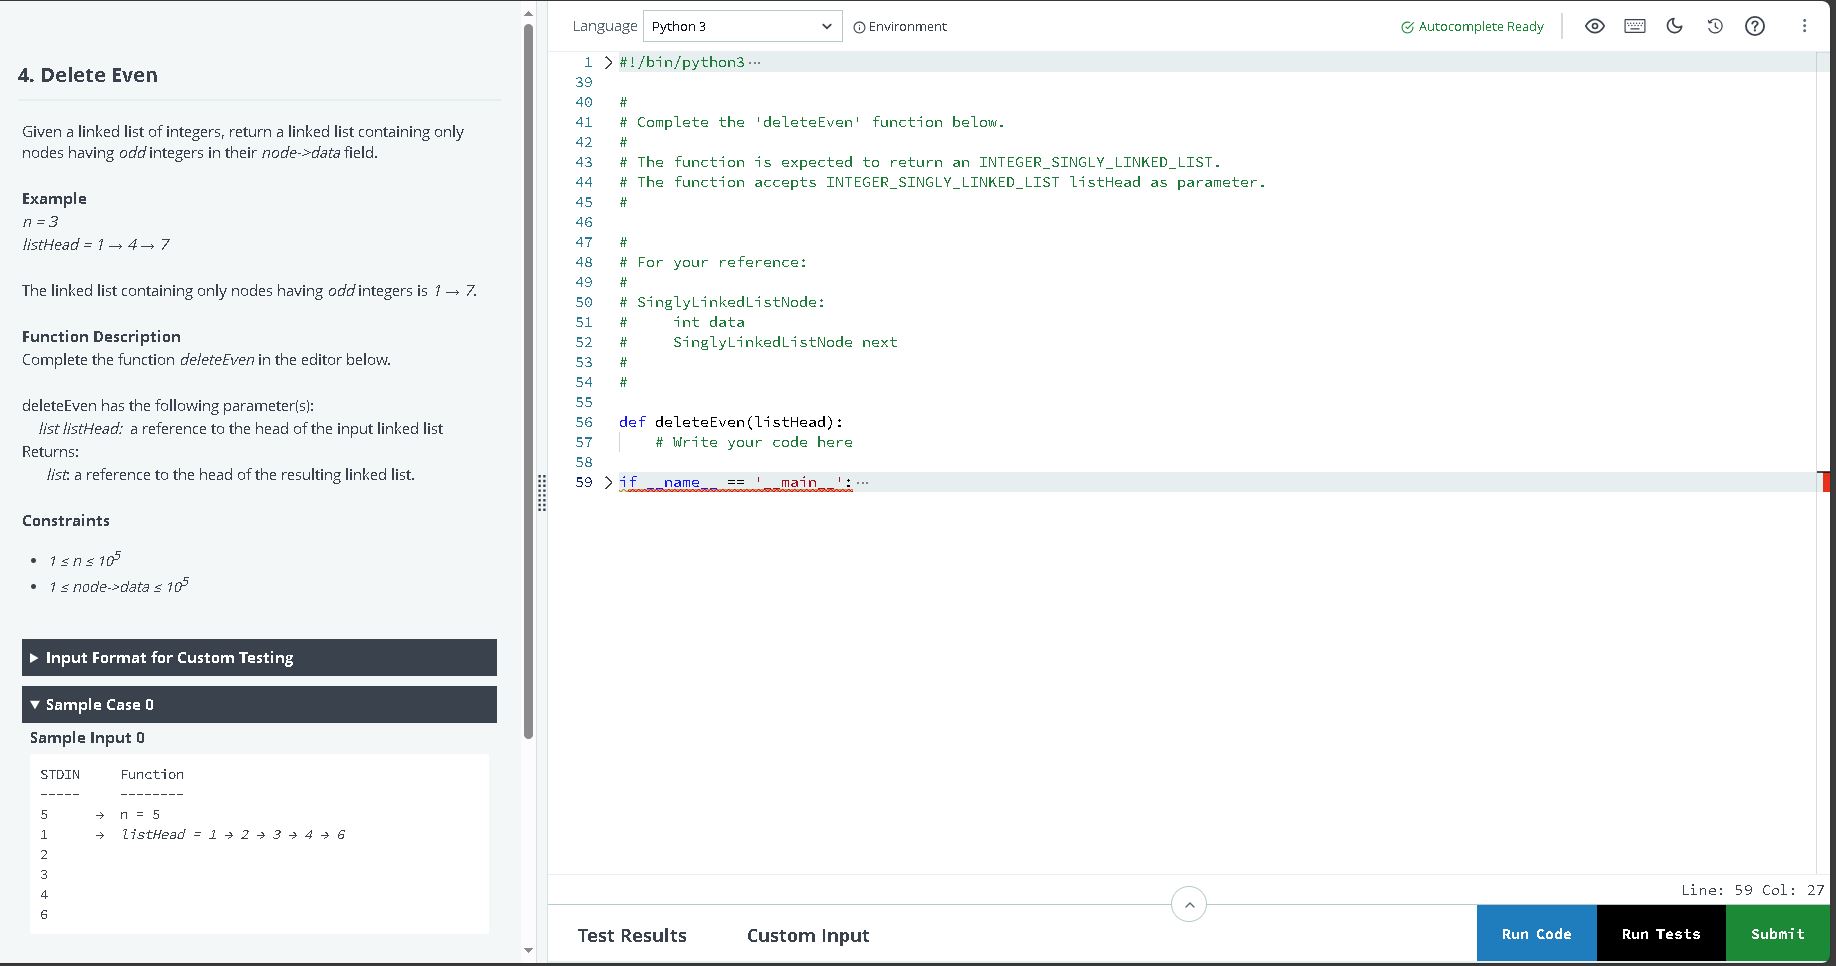 4. Delete Even
Given a linked list of integers, return a linked list containing only
nodes having odd integers in their node->data field.
Example
n = 3
listHead = 1 → 4 → 7
The linked list containing only nodes having odd integers is 1 → 7.
Function Description
Complete the function deleteEven in the editor below.
deleteEven has the following parameter(s):
list listHead: a reference to the head of the input linked list
Returns:
list: a reference to the head of the resulting linked list.
Constraints
• 1 ≤ n ≤ 10^5
• 1 ≤ node->data ≤ 10^5
▶ Input Format for Custom Testing
▼ Sample Case 0
Sample Input 0
STDIN Function
----- --------
5 → n = 5
1 → listHead = 1 → 2 → 3 → 4 → 6
2
3
4
6
Language Python 3 Environment Autocomplete Ready
1 #!/bin/python3 ···
39
40 #
41 # Complete the 'deleteEven' function below.
42 #
43 # The function is expected to return an INTEGER_SINGLY_LINKED_LIST.
44 # The function accepts INTEGER_SINGLY_LINKED_LIST listHead as parameter.
45 #
46
47 #
48 # For your reference:
49 #
50 # SinglyLinkedListNode:
51 #     int data
52 #     SinglyLinkedListNode next
53 #
54 #
55
56 def deleteEven(listHead):
57     # Write your code here
58
59 if __name__ == '__main__': ···
Line: 59 Col: 27
Test Results Custom Input Run Code Run Tests Submit